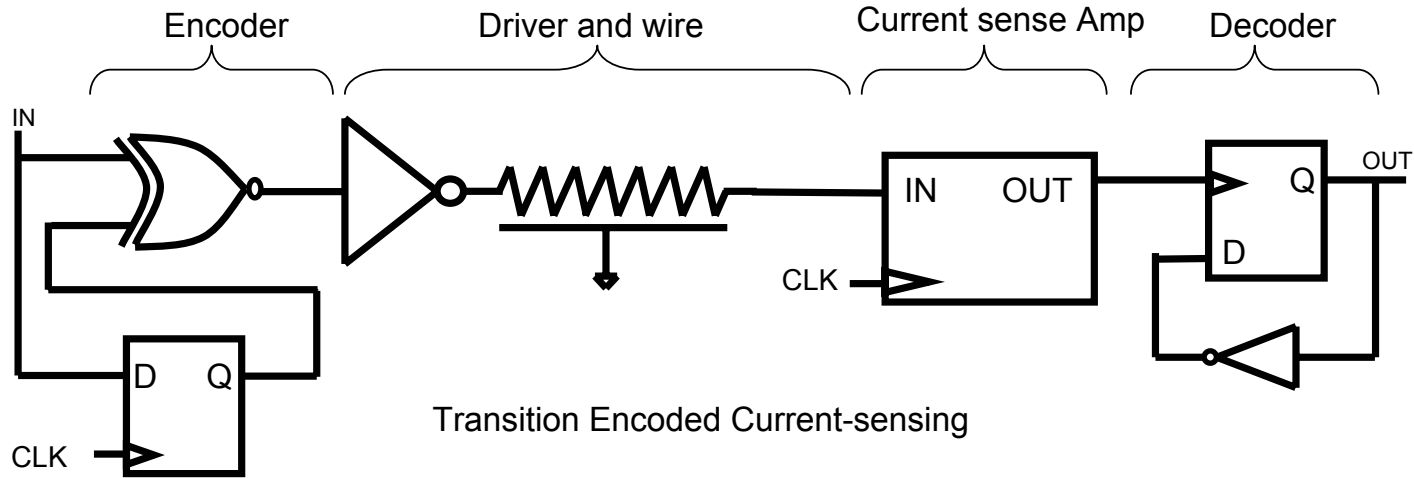 Encoder
Driver and wire
Current sense Amp
Decoder
IN
IN
OUT
CLK
Q
D
OUT
D
Q
CLK
Transition Encoded Current-sensing